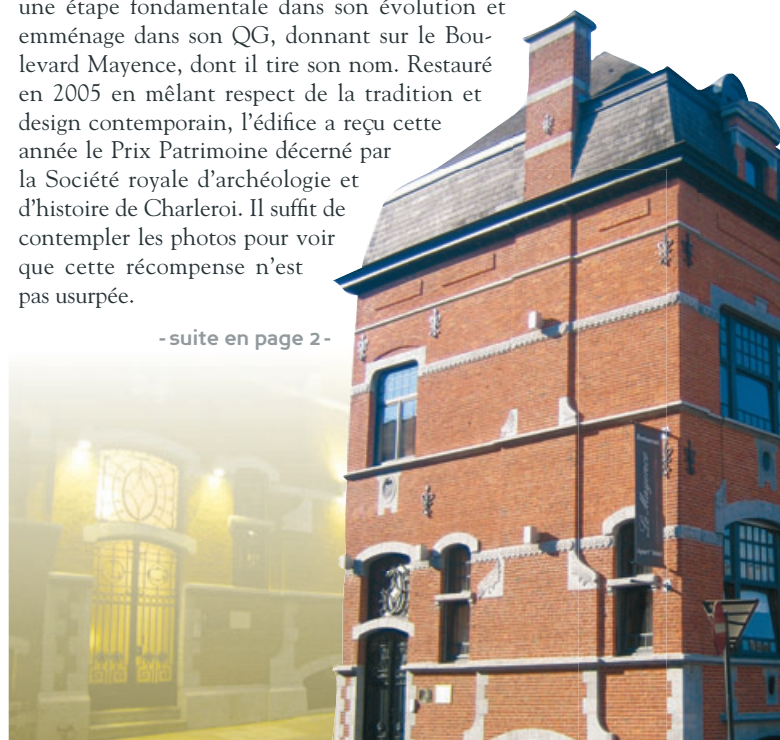 une étape fondamentale dans son évolution et
emménage dans son QG, donnant sur le Bou-
levard Mayence, dont il tire son nom. Restauré
en 2005 en mêlant respect de la tradition et
design contemporain, l'édifice a reçu cette
année le Prix Patrimoine décerné par
la Société royale d'archéologie et
d'histoire de Charleroi. Il suffit de
contempler les photos pour voir
que cette récompense n'est
pas usurpée.
- suite en page 2 -
Restaurant
Le Mayence